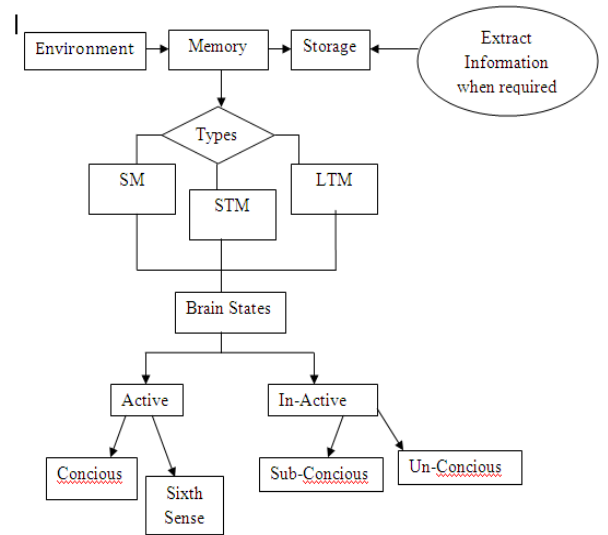 Environment
Memory
Storage
Extract
Information
when required
Types
SM
STM
LTM
Brain States
Active
In-Active
Concious
Sixth
Sense
Sub-Concious
Un-Concious